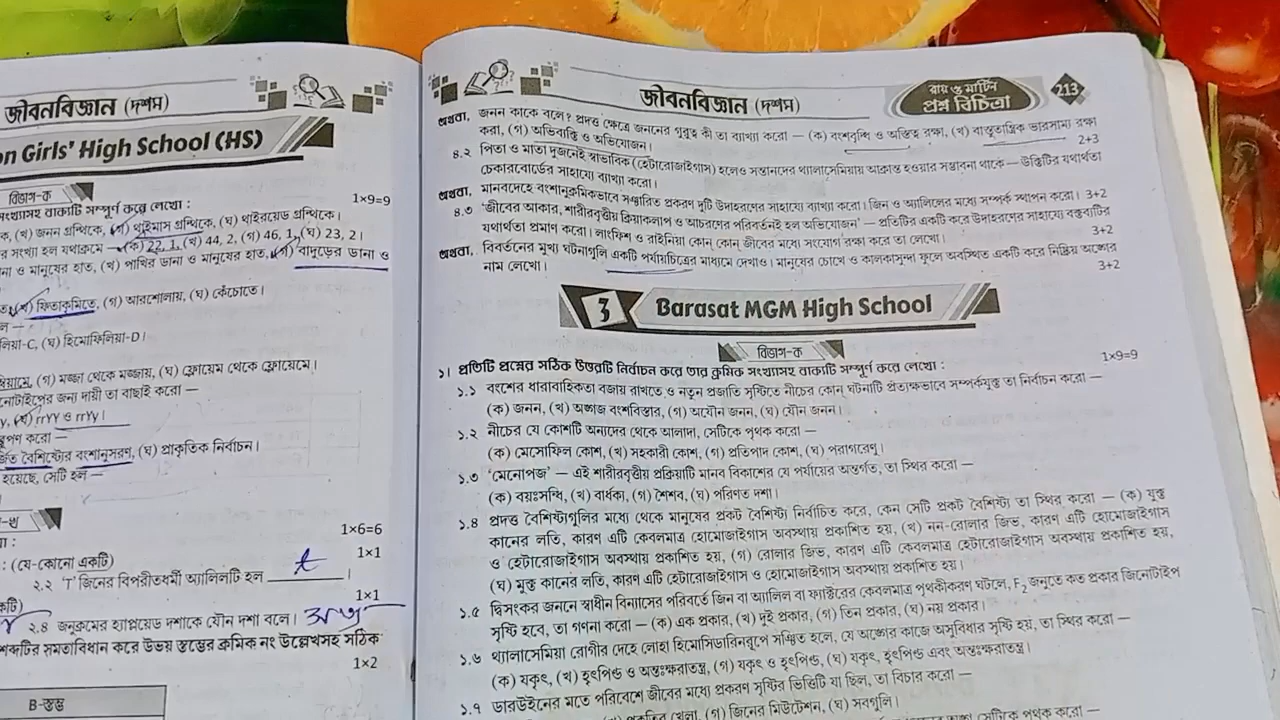 জীবনবিজ্ঞান (দশম)
on Girls' High School (HS)
বিভাগ-ক
সংখ্যাসহ বাক্যটি সম্পূর্ণ করে লেখো : 1×9=9
ক, (খ) জনন গ্রন্থিকে, (গ) থাইমাস গ্রন্থিকে, (ঘ) থাইরয়েড গ্রন্থিকে।
র সংখ্যা হল যথাক্রমে — (ক) 22, 1, (খ) 44, 2, (গ) 46, 1, (ঘ) 23, 2।
না ও মানুষের হাত, (খ) পাখির ডানা ও মানুষের হাত, (গ) বাদুড়ের ডানা ও
(খ) ফিতাকৃমিতে, (গ) আরশোলায়, (ঘ) কেঁচোতে।
ল —
লিয়া-C, (ঘ) হিমোফিলিয়া-D।
য়িয়ামে, (গ) মজ্জা থেকে মজ্জায়, (ঘ) ফ্লোয়েম থেকে ফ্লোয়েমে।
নোটাইপের জন্য দায়ী তা বাছাই করো —
y, (ঘ) rrYY ও rrYy।
রূপণ করো —
র্জিত বৈশিষ্ট্যের বংশানুসরণ, (ঘ) প্রাকৃতিক নির্বাচন।
হয়েছে, সেটি হল —
-খ
1×6=6
: (যে-কোনো একটি) 1×1
২.২ 'T' জিনের বিপরীতধর্মী অ্যালিলটি হল t ।
কটি) 1×1
২.৪ জনুক্রমের হ্যাপ্লয়েড দশাকে যৌন দশা বলে।
শব্দটির সমতাবিধান করে উভয় স্তম্ভের ক্রমিক নং উল্লেখসহ সঠিক
1×2
B-স্তম্ভ
জীবনবিজ্ঞান (দশম)
রায় ও মার্টিন
প্রশ্ন বিচিত্রা
213
অথবা, জনন কাকে বলে? প্রদত্ত ক্ষেত্রে জননের গুরুত্ব কী তা ব্যাখ্যা করো — (ক) বংশবৃদ্ধি ও অস্তিত্ব রক্ষা, (খ) বাস্তুতান্ত্রিক ভারসাম্য রক্ষা
করা, (গ) অভিব্যক্তি ও অভিযোজন। 2+3
৪.২ পিতা ও মাতা দুজনেই স্বাভাবিক (হেটারোজাইগাস) হলেও সন্তানদের থ্যালাসেমিয়ায় আক্রান্ত হওয়ার সম্ভাবনা থাকে — উক্তিটির যথার্থতা
চেকারবোর্ডের সাহায্যে ব্যাখ্যা করো।
অথবা, মানবদেহে বংশানুক্রমিকভাবে সঞ্চারিত প্রকরণ দুটি উদাহরণের সাহায্যে ব্যাখ্যা করো। জিন ও অ্যালিলের মধ্যে সম্পর্ক স্থাপন করো। 3+2
৪.৩ 'জীবের আকার, শারীরবৃত্তীয় ক্রিয়াকলাপ ও আচরণের পরিবর্তনই হল অভিযোজন' — প্রতিটির একটি করে উদাহরণের সাহায্যে বক্তব্যটির
যথার্থতা প্রমাণ করো। লাংফিশ ও রাইনিয়া কোন্ কোন্ জীবের মধ্যে সংযোগ রক্ষা করে তা লেখো। 3+2
অথবা, বিবর্তনের মুখ্য ঘটনাগুলি একটি পর্যায়চিত্রের মাধ্যমে দেখাও। মানুষের চোখে ও কালকাসুন্দা ফুলে অবস্থিত একটি করে নিষ্ক্রিয় অঙ্গের
নাম লেখো। 3+2
3 Barasat MGM High School
বিভাগ-ক
১। প্রতিটি প্রশ্নের সঠিক উত্তরটি নির্বাচন করে তার ক্রমিক সংখ্যাসহ বাক্যটি সম্পূর্ণ করে লেখো : 1×9=9
১.১ বংশের ধারাবাহিকতা বজায় রাখতে ও নতুন প্রজাতি সৃষ্টিতে নীচের কোন্ ঘটনাটি প্রত্যক্ষভাবে সম্পর্কযুক্ত তা নির্বাচন করো —
(ক) জনন, (খ) অঙ্গজ বংশবিস্তার, (গ) অযৌন জনন, (ঘ) যৌন জনন।
১.২ নীচের যে কোশটি অন্যদের থেকে আলাদা, সেটিকে পৃথক করো —
(ক) মেসোফিল কোশ, (খ) সহকারী কোশ, (গ) প্রতিপাদ কোশ, (ঘ) পরাগরেণু।
১.৩ 'মেনোপজ' — এই শারীরবৃত্তীয় প্রক্রিয়াটি মানব বিকাশের যে পর্যায়ের অন্তর্গত, তা স্থির করো —
(ক) বয়ঃসন্ধি, (খ) বার্ধক্য, (গ) শৈশব, (ঘ) পরিণত দশা।
১.৪ প্রদত্ত বৈশিষ্ট্যগুলির মধ্যে থেকে মানুষের প্রকট বৈশিষ্ট্য নির্বাচিত করে, কেন সেটি প্রকট বৈশিষ্ট্য তা স্থির করো — (ক) যুক্ত
কানের লতি, কারণ এটি কেবলমাত্র হোমোজাইগাস অবস্থায় প্রকাশিত হয়, (খ) নন-রোলার জিভ, কারণ এটি হোমোজাইগাস
ও হেটারোজাইগাস অবস্থায় প্রকাশিত হয়, (গ) রোলার জিভ, কারণ এটি কেবলমাত্র হেটারোজাইগাস অবস্থায় প্রকাশিত হয়,
(ঘ) মুক্ত কানের লতি, কারণ এটি হেটারোজাইগাস ও হোমোজাইগাস অবস্থায় প্রকাশিত হয়।
১.৫ দ্বিসংকর জননে স্বাধীন বিন্যাসের পরিবর্তে জিন বা অ্যালিল বা ফ্যাক্টরের কেবলমাত্র পৃথকীকরণ ঘটলে, F₂ জনুতে কত প্রকার জিনোটাইপ
সৃষ্টি হবে, তা গণনা করো — (ক) এক প্রকার, (খ) দুই প্রকার, (গ) তিন প্রকার, (ঘ) নয় প্রকার।
১.৬ থ্যালাসেমিয়া রোগীর দেহে লোহা হিমোসিডারিনরূপে সঞ্চিত হলে, যে অঙ্গের কাজে অসুবিধার সৃষ্টি হয়, তা স্থির করো —
(ক) যকৃৎ, (খ) হৃৎপিণ্ড ও অন্তঃক্ষরাতন্ত্র, (গ) যকৃৎ ও হৃৎপিণ্ড, (ঘ) যকৃৎ, হৃৎপিণ্ড এবং অন্তঃক্ষরাতন্ত্র।
১.৭ ডারউইনের মতে পরিবেশে জীবের মধ্যে প্রকরণ সৃষ্টির ভিত্তিটি যা ছিল, তা বিচার করো —
(গ) জিনের মিউটেশন, (ঘ) সবগুলি।
সেটিকে পৃথক করো —